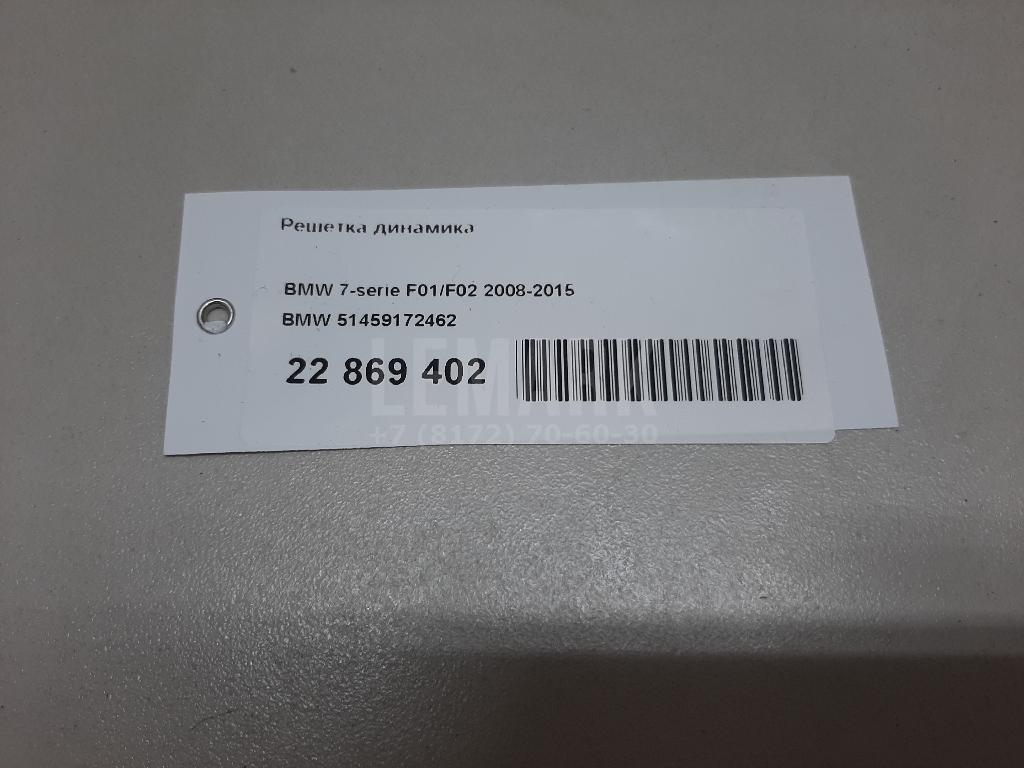 Решетка динамика
BMW 7-serie F01/F02 2008-2015
BMW 51459172462
22 869 402
LEMARK
+7 (8172) 70-60-30